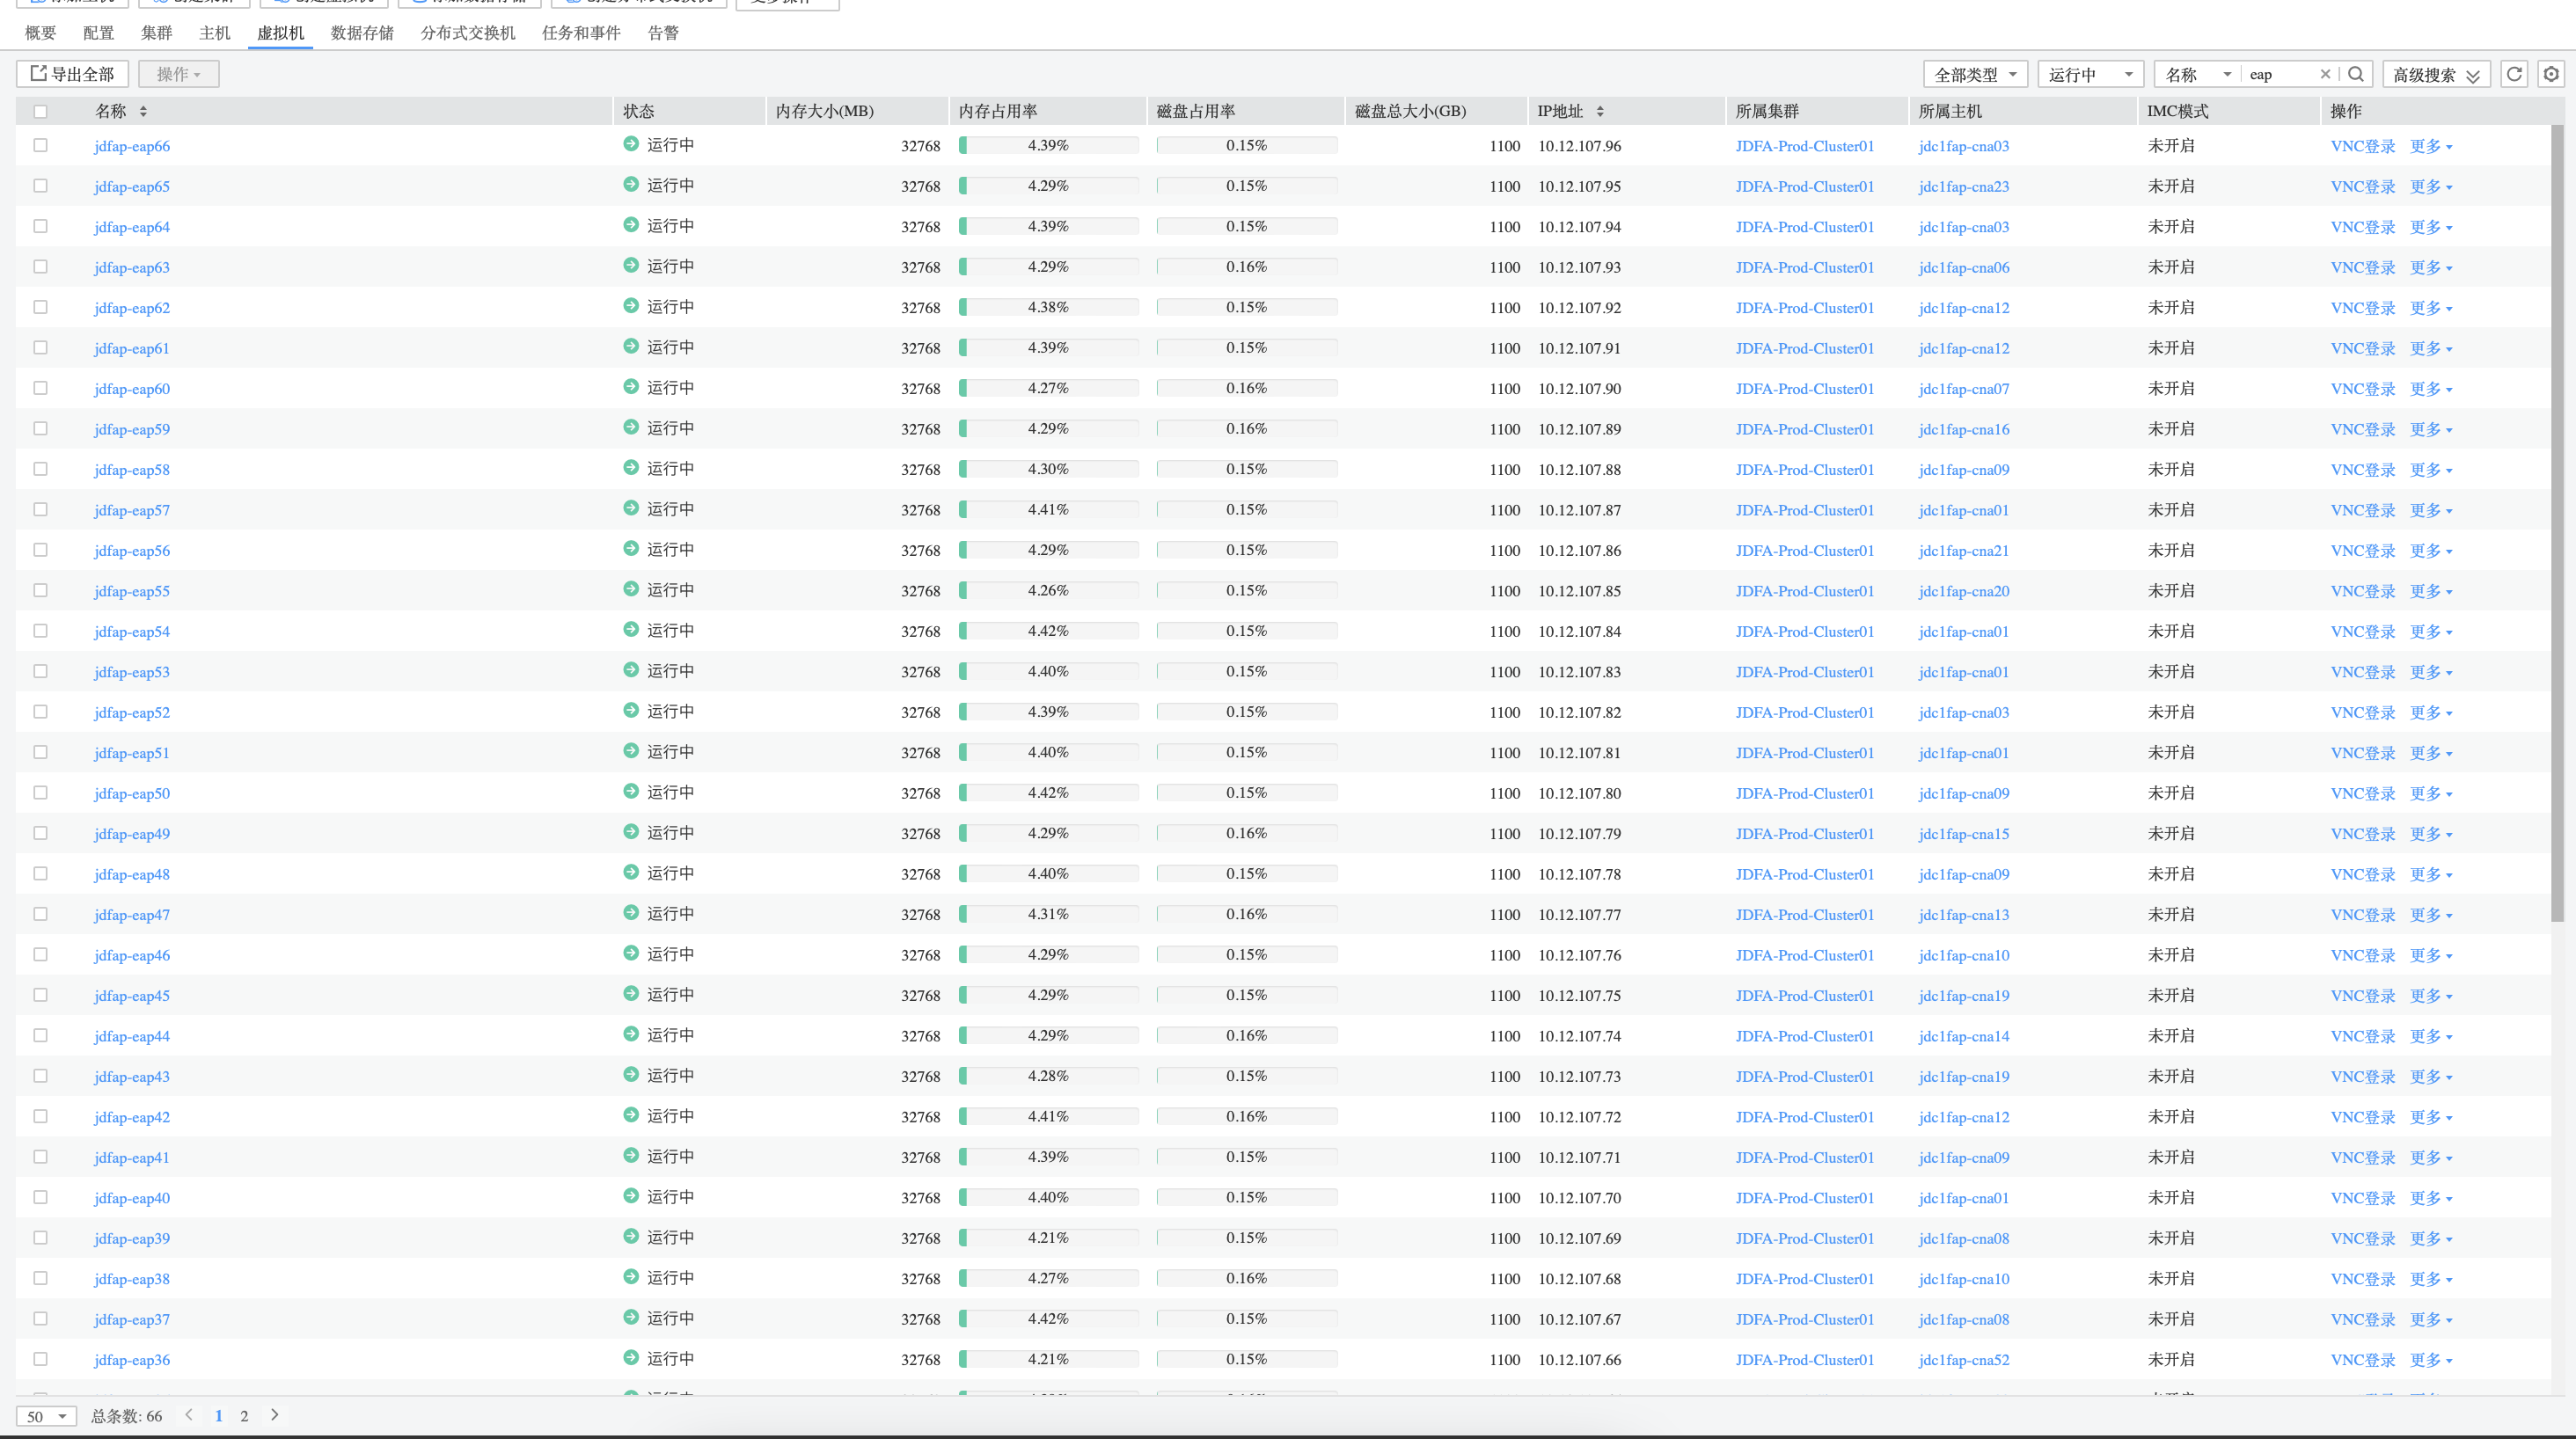 概要 配置 集群 主机 虚拟机 数据存储 分布式交换机 任务和事件 告警
导出全部 操作 全部类型 运行中 名称 eap 高级搜索
名称 状态 内存大小(MB) 内存占用率 磁盘占用率 磁盘总大小(GB) IP地址 所属集群 所属主机 IMC模式 操作
jdfap-eap66 运行中 32768 4.39% 0.15% 1100 10.12.107.96 JDFA-Prod-Cluster01 jdc1fap-cna03 未开启 VNC登录 更多
jdfap-eap65 运行中 32768 4.29% 0.15% 1100 10.12.107.95 JDFA-Prod-Cluster01 jdc1fap-cna23 未开启 VNC登录 更多
jdfap-eap64 运行中 32768 4.39% 0.15% 1100 10.12.107.94 JDFA-Prod-Cluster01 jdc1fap-cna03 未开启 VNC登录 更多
jdfap-eap63 运行中 32768 4.29% 0.16% 1100 10.12.107.93 JDFA-Prod-Cluster01 jdc1fap-cna06 未开启 VNC登录 更多
jdfap-eap62 运行中 32768 4.38% 0.15% 1100 10.12.107.92 JDFA-Prod-Cluster01 jdc1fap-cna12 未开启 VNC登录 更多
jdfap-eap61 运行中 32768 4.39% 0.15% 1100 10.12.107.91 JDFA-Prod-Cluster01 jdc1fap-cna12 未开启 VNC登录 更多
jdfap-eap60 运行中 32768 4.27% 0.16% 1100 10.12.107.90 JDFA-Prod-Cluster01 jdc1fap-cna07 未开启 VNC登录 更多
jdfap-eap59 运行中 32768 4.29% 0.16% 1100 10.12.107.89 JDFA-Prod-Cluster01 jdc1fap-cna16 未开启 VNC登录 更多
jdfap-eap58 运行中 32768 4.30% 0.15% 1100 10.12.107.88 JDFA-Prod-Cluster01 jdc1fap-cna09 未开启 VNC登录 更多
jdfap-eap57 运行中 32768 4.41% 0.15% 1100 10.12.107.87 JDFA-Prod-Cluster01 jdc1fap-cna01 未开启 VNC登录 更多
jdfap-eap56 运行中 32768 4.29% 0.15% 1100 10.12.107.86 JDFA-Prod-Cluster01 jdc1fap-cna21 未开启 VNC登录 更多
jdfap-eap55 运行中 32768 4.26% 0.15% 1100 10.12.107.85 JDFA-Prod-Cluster01 jdc1fap-cna20 未开启 VNC登录 更多
jdfap-eap54 运行中 32768 4.42% 0.15% 1100 10.12.107.84 JDFA-Prod-Cluster01 jdc1fap-cna01 未开启 VNC登录 更多
jdfap-eap53 运行中 32768 4.40% 0.15% 1100 10.12.107.83 JDFA-Prod-Cluster01 jdc1fap-cna01 未开启 VNC登录 更多
jdfap-eap52 运行中 32768 4.39% 0.15% 1100 10.12.107.82 JDFA-Prod-Cluster01 jdc1fap-cna03 未开启 VNC登录 更多
jdfap-eap51 运行中 32768 4.40% 0.15% 1100 10.12.107.81 JDFA-Prod-Cluster01 jdc1fap-cna01 未开启 VNC登录 更多
jdfap-eap50 运行中 32768 4.42% 0.15% 1100 10.12.107.80 JDFA-Prod-Cluster01 jdc1fap-cna09 未开启 VNC登录 更多
jdfap-eap49 运行中 32768 4.29% 0.16% 1100 10.12.107.79 JDFA-Prod-Cluster01 jdc1fap-cna15 未开启 VNC登录 更多
jdfap-eap48 运行中 32768 4.40% 0.15% 1100 10.12.107.78 JDFA-Prod-Cluster01 jdc1fap-cna09 未开启 VNC登录 更多
jdfap-eap47 运行中 32768 4.31% 0.16% 1100 10.12.107.77 JDFA-Prod-Cluster01 jdc1fap-cna13 未开启 VNC登录 更多
jdfap-eap46 运行中 32768 4.29% 0.15% 1100 10.12.107.76 JDFA-Prod-Cluster01 jdc1fap-cna10 未开启 VNC登录 更多
jdfap-eap45 运行中 32768 4.29% 0.15% 1100 10.12.107.75 JDFA-Prod-Cluster01 jdc1fap-cna19 未开启 VNC登录 更多
jdfap-eap44 运行中 32768 4.29% 0.16% 1100 10.12.107.74 JDFA-Prod-Cluster01 jdc1fap-cna14 未开启 VNC登录 更多
jdfap-eap43 运行中 32768 4.28% 0.15% 1100 10.12.107.73 JDFA-Prod-Cluster01 jdc1fap-cna19 未开启 VNC登录 更多
jdfap-eap42 运行中 32768 4.41% 0.16% 1100 10.12.107.72 JDFA-Prod-Cluster01 jdc1fap-cna12 未开启 VNC登录 更多
jdfap-eap41 运行中 32768 4.39% 0.15% 1100 10.12.107.71 JDFA-Prod-Cluster01 jdc1fap-cna09 未开启 VNC登录 更多
jdfap-eap40 运行中 32768 4.40% 0.15% 1100 10.12.107.70 JDFA-Prod-Cluster01 jdc1fap-cna01 未开启 VNC登录 更多
jdfap-eap39 运行中 32768 4.21% 0.15% 1100 10.12.107.69 JDFA-Prod-Cluster01 jdc1fap-cna08 未开启 VNC登录 更多
jdfap-eap38 运行中 32768 4.27% 0.16% 1100 10.12.107.68 JDFA-Prod-Cluster01 jdc1fap-cna10 未开启 VNC登录 更多
jdfap-eap37 运行中 32768 4.42% 0.15% 1100 10.12.107.67 JDFA-Prod-Cluster01 jdc1fap-cna08 未开启 VNC登录 更多
jdfap-eap36 运行中 32768 4.21% 0.15% 1100 10.12.107.66 JDFA-Prod-Cluster01 jdc1fap-cna52 未开启 VNC登录 更多
50 总条数: 66 1 2